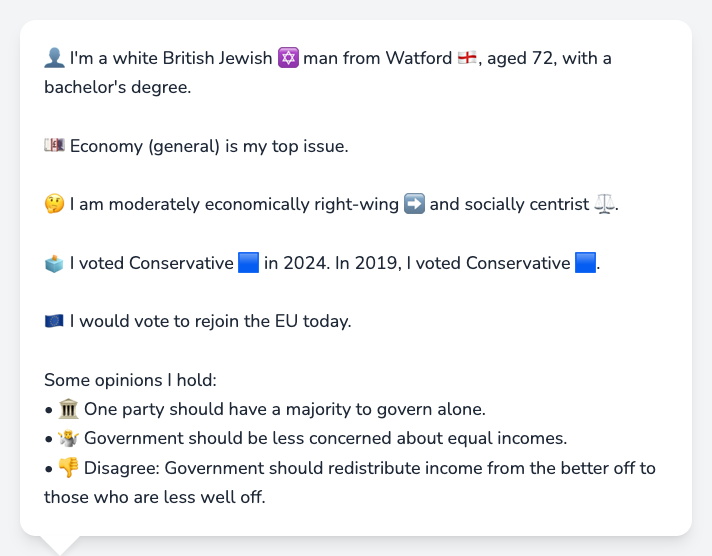 👤 I'm a white British Jewish ✡️ man from Watford 🏴󠁧󠁢󠁥󠁮󠁧󠁿, aged 72, with a
bachelor's degree.
💷 Economy (general) is my top issue.
🤔 I am moderately economically right-wing ➡️ and socially centrist ⚖️.
🗳️ I voted Conservative 🟦 in 2024. In 2019, I voted Conservative 🟦.
🇪🇺 I would vote to rejoin the EU today.
Some opinions I hold:
• 🏛️ One party should have a majority to govern alone.
• 🤷 Government should be less concerned about equal incomes.
• 👎 Disagree: Government should redistribute income from the better off to
those who are less well off.